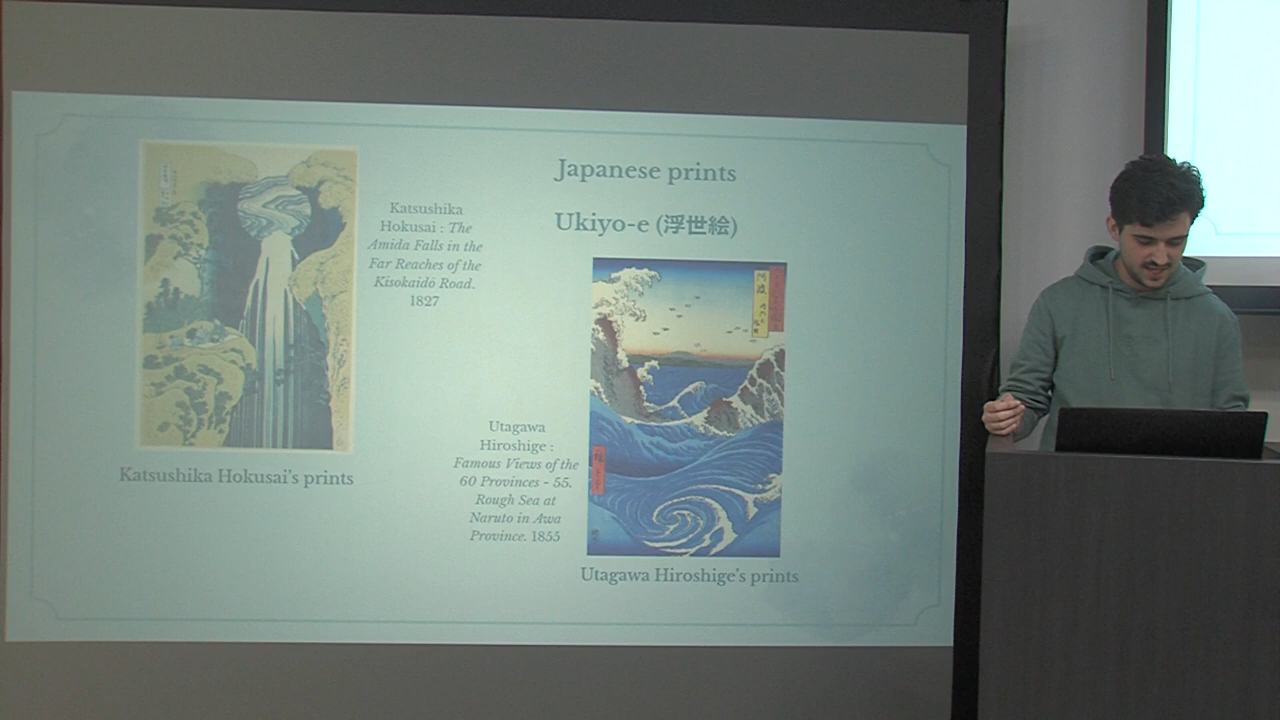 Japanese prints
Ukiyo-e (浮世絵)
Katsushika
Hokusai : The
Amida Falls in the
Far Reaches of the
Kisokaidō Road.
1827
Katsushika Hokusai's prints
Utagawa
Hiroshige :
Famous Views of the
60 Provinces - 55.
Rough Sea at
Naruto in Awa
Province. 1855
Utagawa Hiroshige's prints